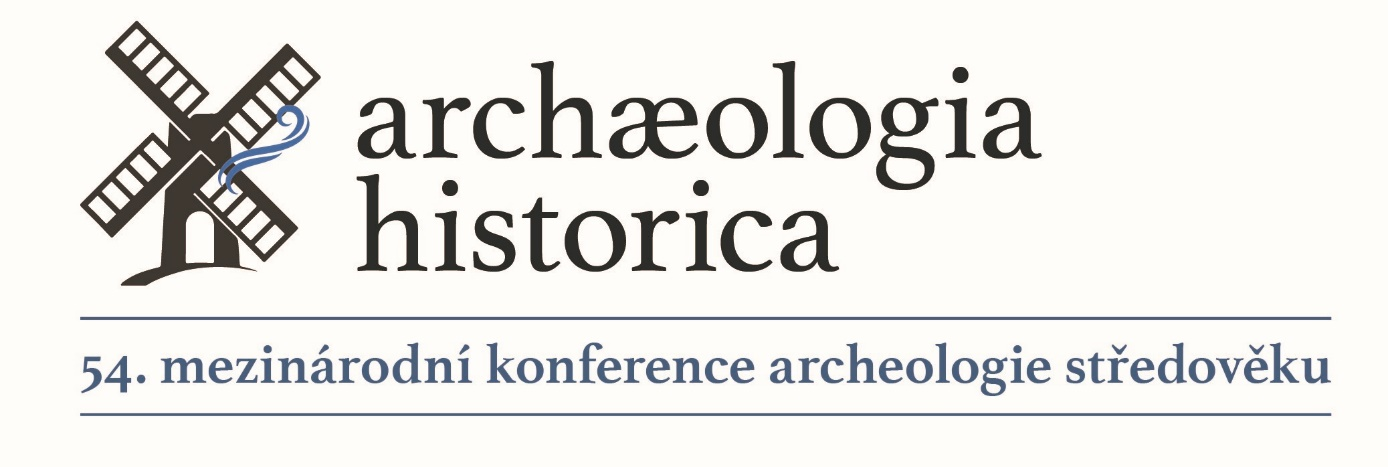 archæologia
historica
54. mezinárodní konference archeologie středověku